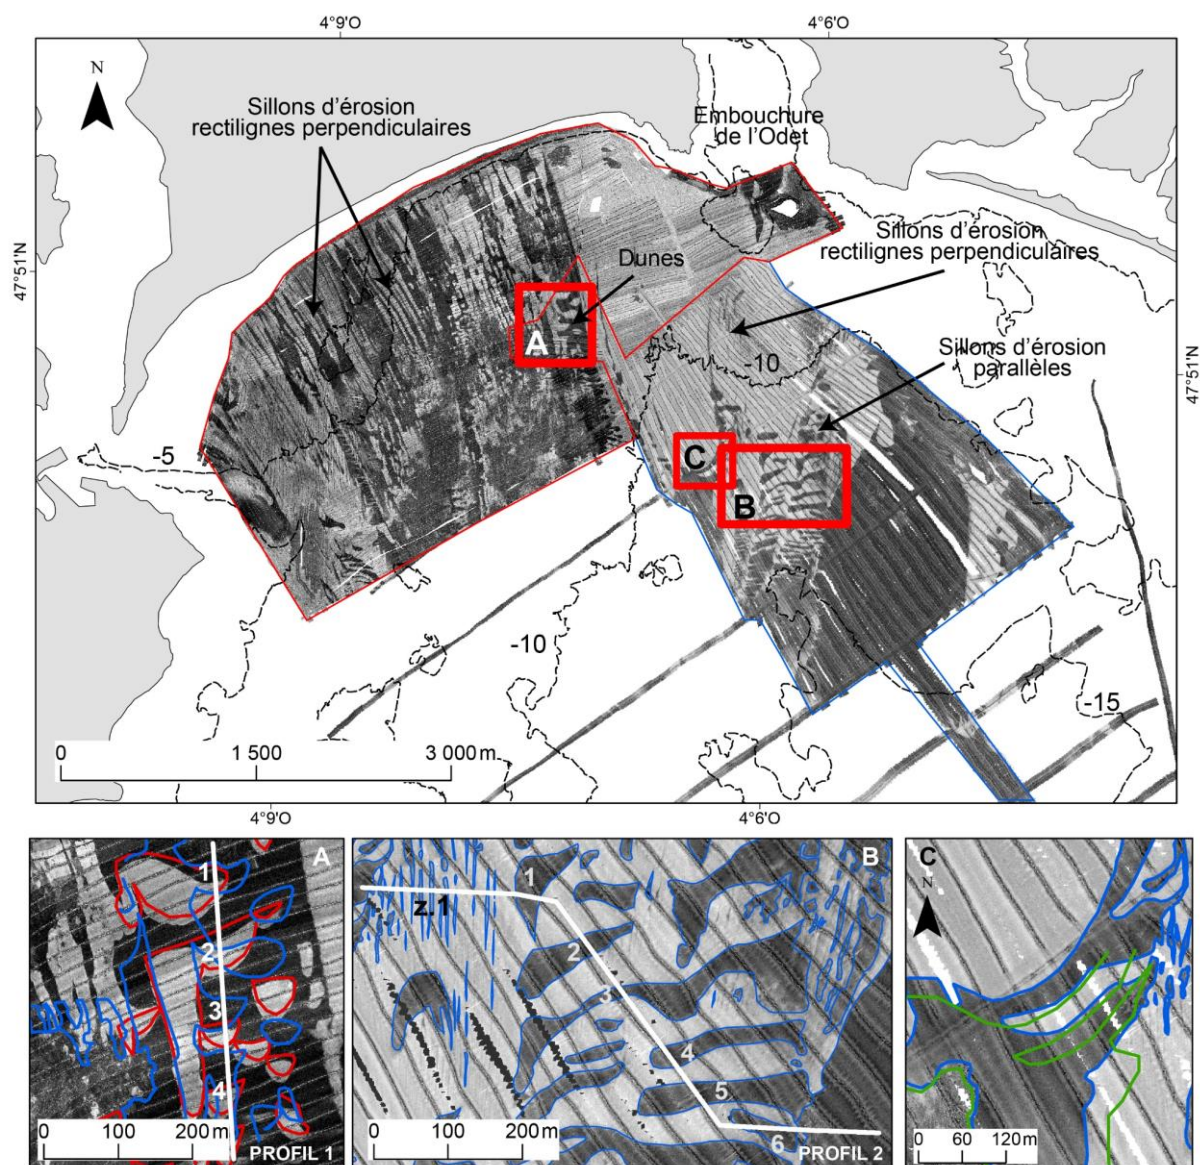 4°9'O
4°6'O
N
Sillons d'érosion
rectilignes perpendiculaires
Embouchure
de l'Odet
Sillons d'érosion
rectilignes perpendiculaires
47°51'N
Dunes
A
-10
Sillons d'érosion
parallèles
47°51'N
-5
C
B
-10
-15
0
1 500
3 000 m
4°9'O
4°6'O
A
1
2
3
4
0
100
200 m
PROFIL 1
B
1
z.1
2
3
4
5
6
0
100
200 m
PROFIL 2
C
N
0
60
120 m